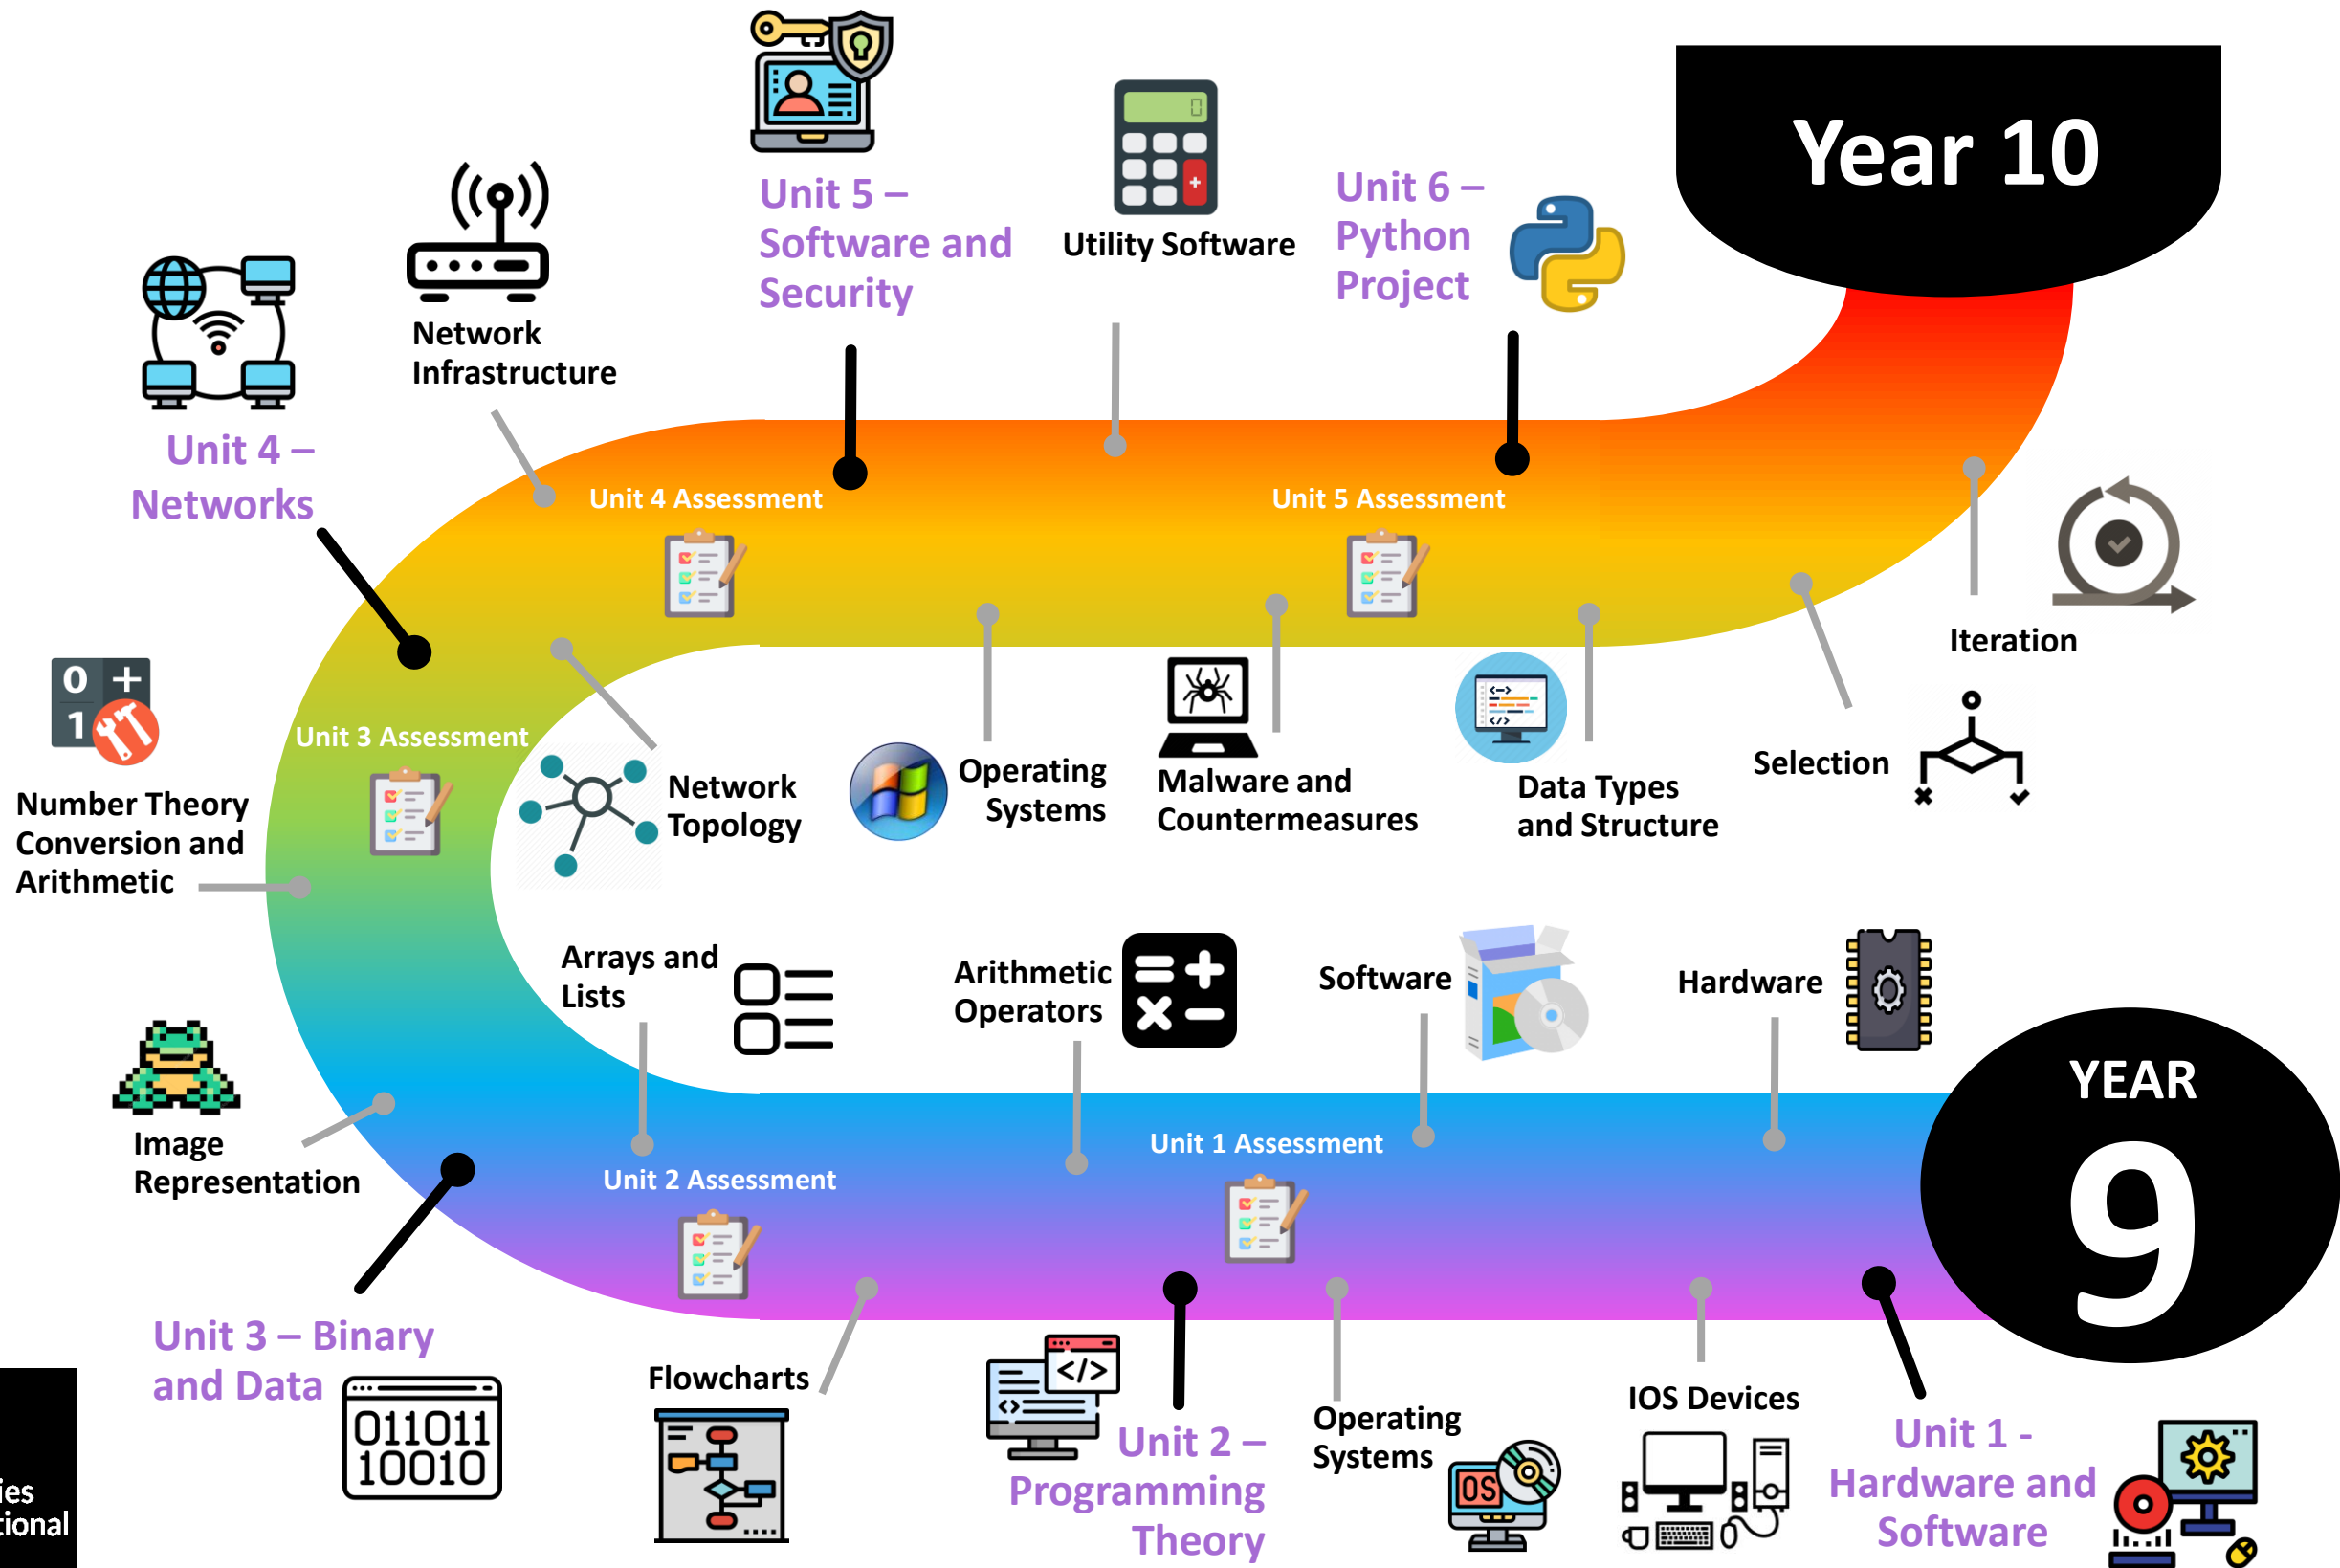 Year 10
Unit 5 –
Software and
Security
Utility Software
Unit 6 –
Python
Project
Network
Infrastructure
Unit 4 –
Networks
Unit 4 Assessment
Unit 5 Assessment
Iteration
Selection
Data Types
and Structure
Malware and
Countermeasures
Operating
Systems
Network
Topology
Unit 3 Assessment
0 +
1
Number Theory
Conversion and
Arithmetic
Arrays and
Lists
Arithmetic
Operators
Software
Hardware
YEAR
9
Image
Representation
Unit 1 Assessment
Unit 2 Assessment
Unit 3 – Binary
and Data
011011
10010
Flowcharts
</>
Unit 2 –
Programming
Theory
Operating
Systems
OS
IOS Devices
Unit 1 -
Hardware and
Software
ies
tional